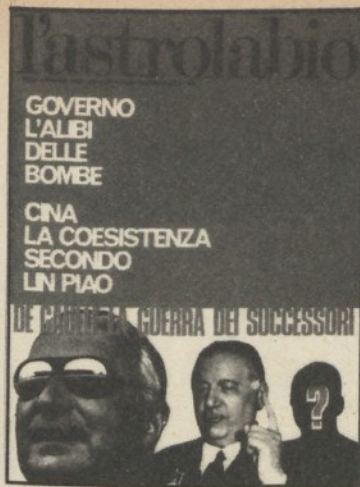 l'astrolabio
GOVERNO
L'ALIBI
DELLE
BOMBE
CINA
LA COESISTENZA
SECONDO
LIN PIAO
DE GAULLE LA GUERRA DEI SUCCESSORI
?